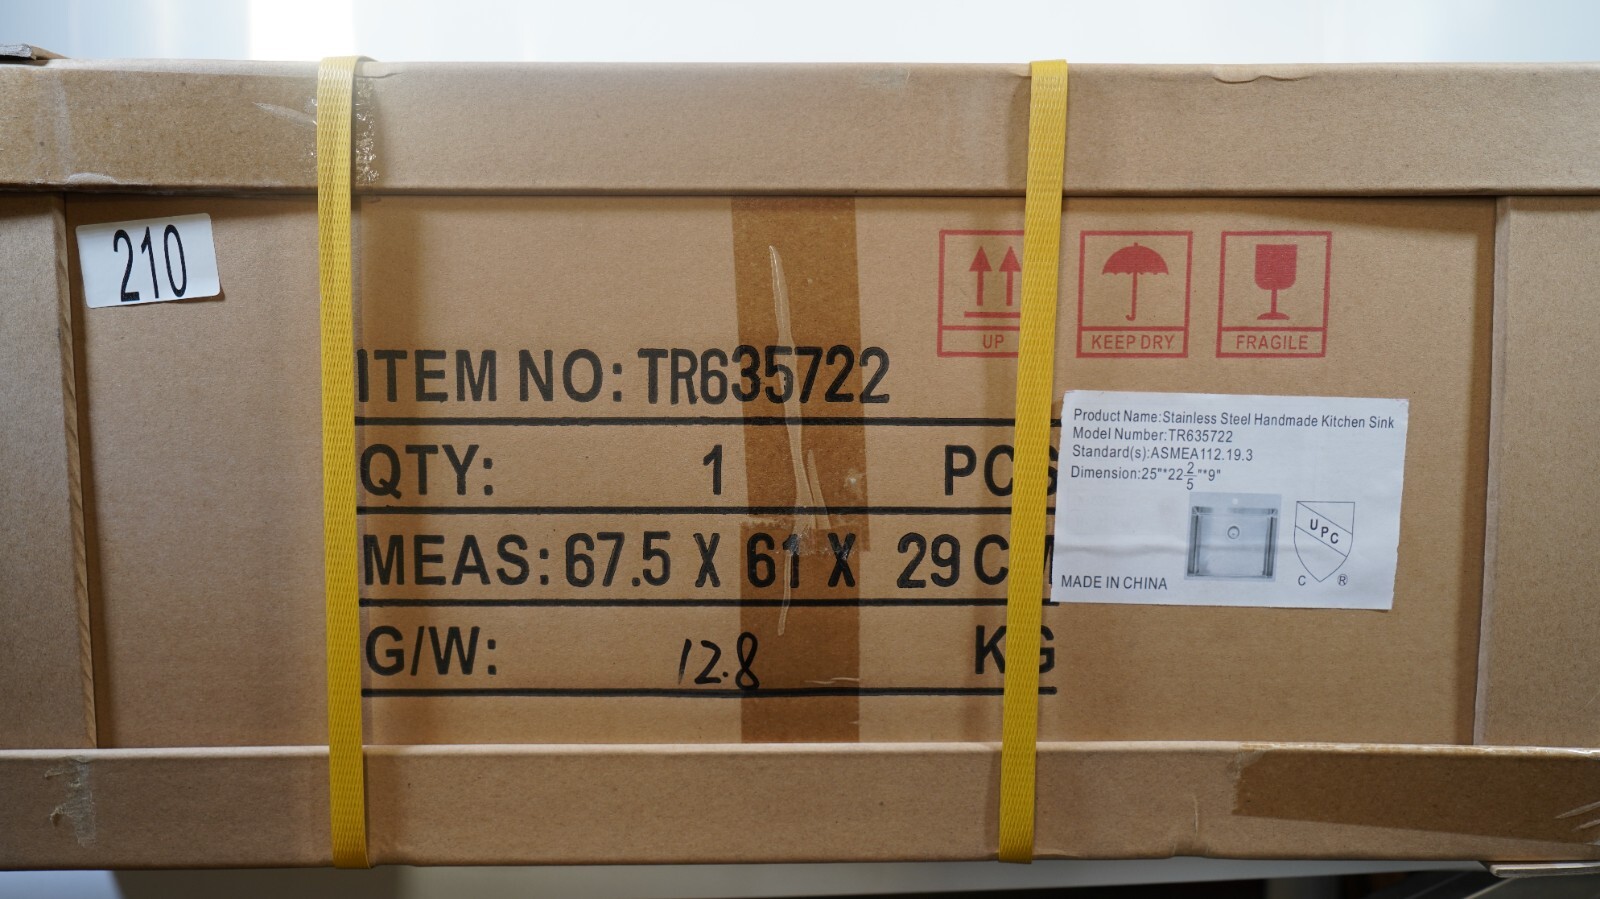 210
UP
KEEP DRY
FRAGILE
ITEM NO: TR635722
QTY: 1 PCS
MEAS: 67.5 X 61 X 29 CM
G/W: 12.8 KG
Product Name:Stainless Steel Handmade Kitchen Sink
Model Number:TR635722
Standard(s):ASMEA112.19.3
Dimension:25"*22 2/5"*9"
UPC
C ®
MADE IN CHINA